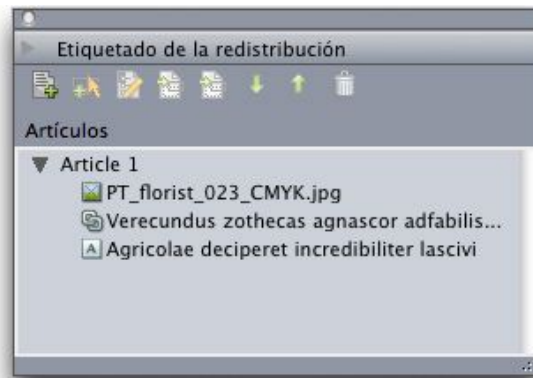 Etiquetado de la redistribución
Artículos
Article 1
PT_florist_023_CMYK.jpg
Verecundus zothecas agnascor adfabilis...
A Agricolae deciperet incredibiliter lascivi